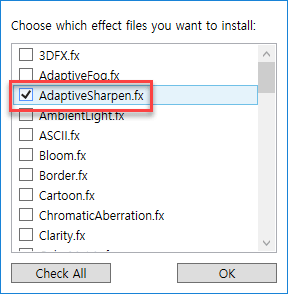 Choose which effect files you want to install:
3DFX.fx
AdaptiveFog.fx
AdaptiveSharpen.fx
AmbientLight.fx
ASCII.fx
Bloom.fx
Border.fx
Cartoon.fx
ChromaticAberration.fx
Clarity.fx
Check All
OK